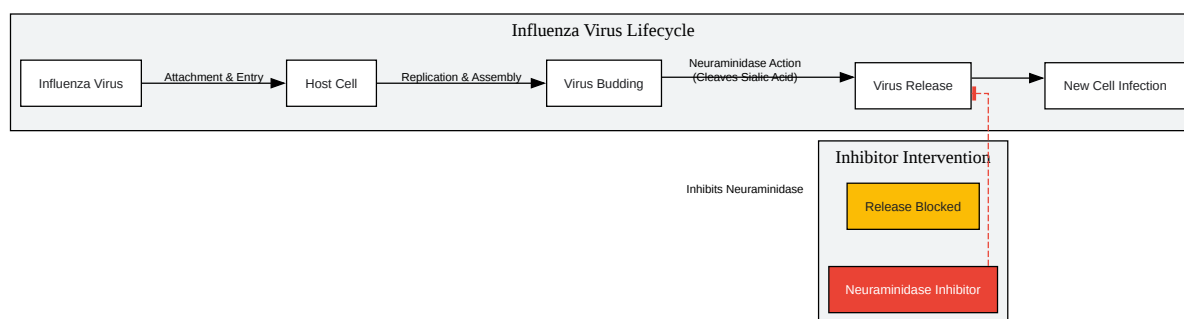 Influenza Virus Lifecycle
Influenza Virus
Attachment & Entry
Host Cell
Replication & Assembly
Virus Budding
Neuraminidase Action
(Cleaves Sialic Acid)
Virus Release
New Cell Infection
Inhibitor Intervention
Inhibits Neuraminidase
Release Blocked
Neuraminidase Inhibitor